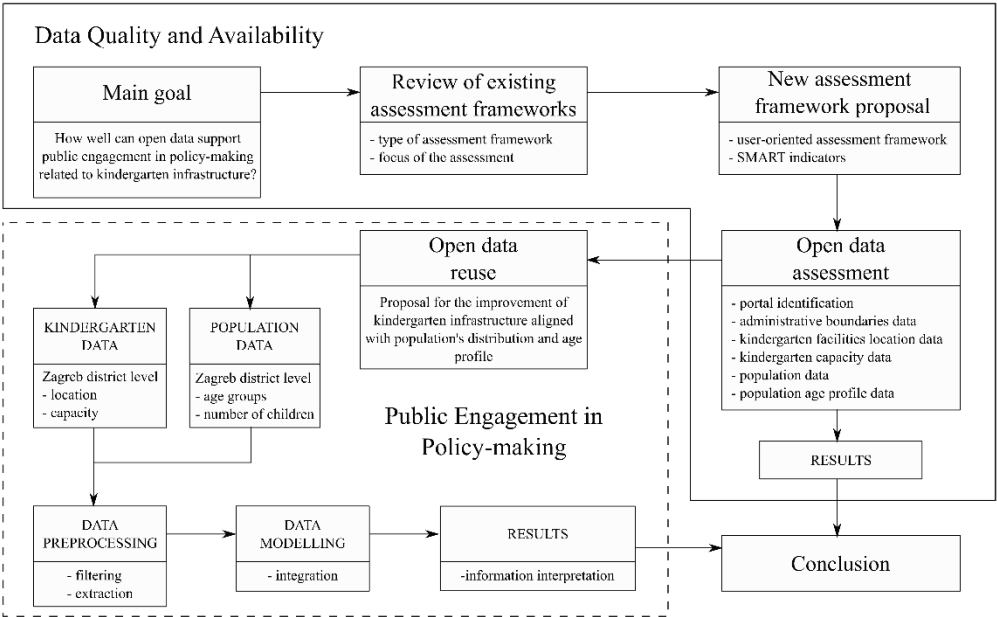 Data Quality and Availability
Main goal
How well can open data support
public engagement in policy-making
related to kindergarten infrastructure?
Review of existing
assessment frameworks
- type of assessment framework
- focus of the assessment
New assessment
framework proposal
- user-oriented assessment framework
- SMART indicators
Open data
assessment
- portal identification
- administrative boundaries data
- kindergarten facilities location data
- kindergarten capacity data
- population data
- population age profile data
RESULTS
Open data
reuse
Proposal for the improvement of
kindergarten infrastructure aligned
with population's distribution and age
profile
KINDERGARTEN
DATA
Zagreb district level
- location
- capacity
POPULATION
DATA
Zagreb district level
- age groups
- number of children
Public Engagement in
Policy-making
DATA
PREPROCESSING
- filtering
- extraction
DATA
MODELLING
- integration
RESULTS
-information interpretation
Conclusion